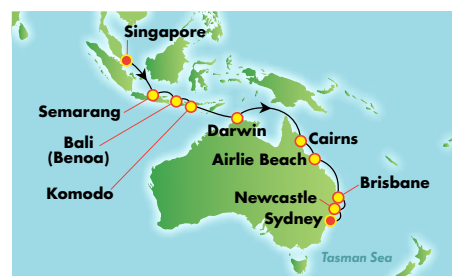 Singapore
Semarang
Bali
(Benoa)
Komodo
Darwin
Cairns
Airlie Beach
Brisbane
Newcastle
Sydney
Tasman Sea